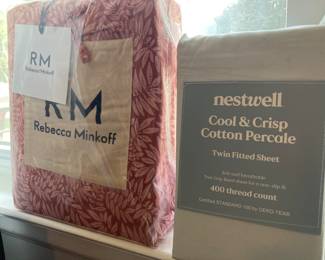 RM
Rebecca Minkoff
RM
Rebecca Minkoff
nestwell
Cool & Crisp
Cotton Percale
Twin Fitted Sheet
400 thread count